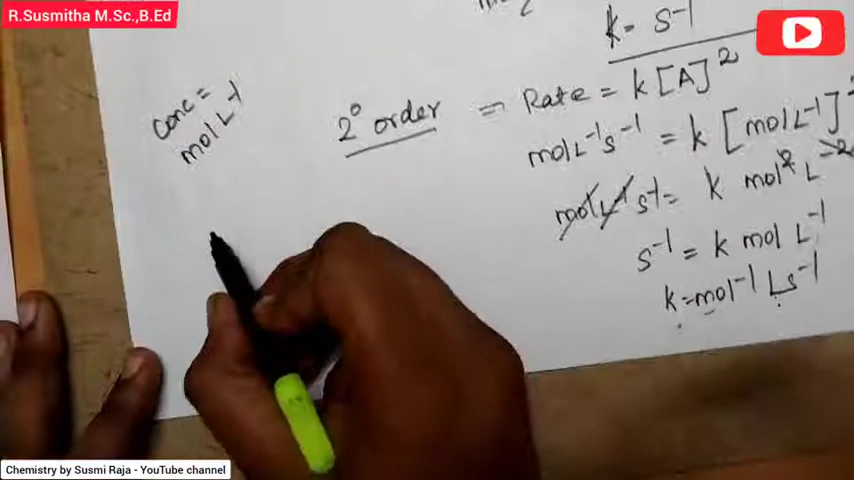 R.Susmitha M.Sc.,B.Ed
k = s⁻¹
Conc =
mol L⁻¹
2° order ⇒ Rate = k [A]²
mol L⁻¹ s⁻¹ = k [mol L⁻¹]²
mol L⁻¹ s⁻¹ = k mol² L⁻²
s⁻¹ = k mol L⁻¹
k = mol⁻¹ L s⁻¹
Chemistry by Susmi Raja - YouTube channel